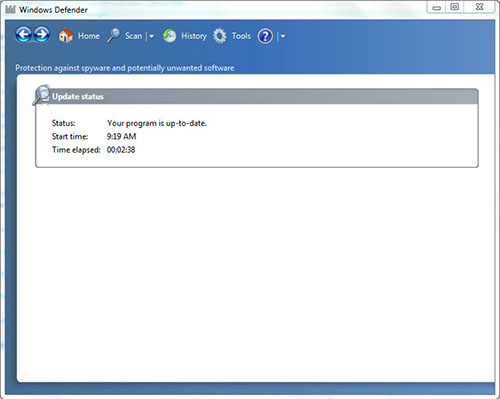 Windows Defender
Home Scan History Tools ?
Protection against spyware and potentially unwanted software
Update status
Status: Your program is up-to-date.
Start time: 9:19 AM
Time elapsed: 00:02:38